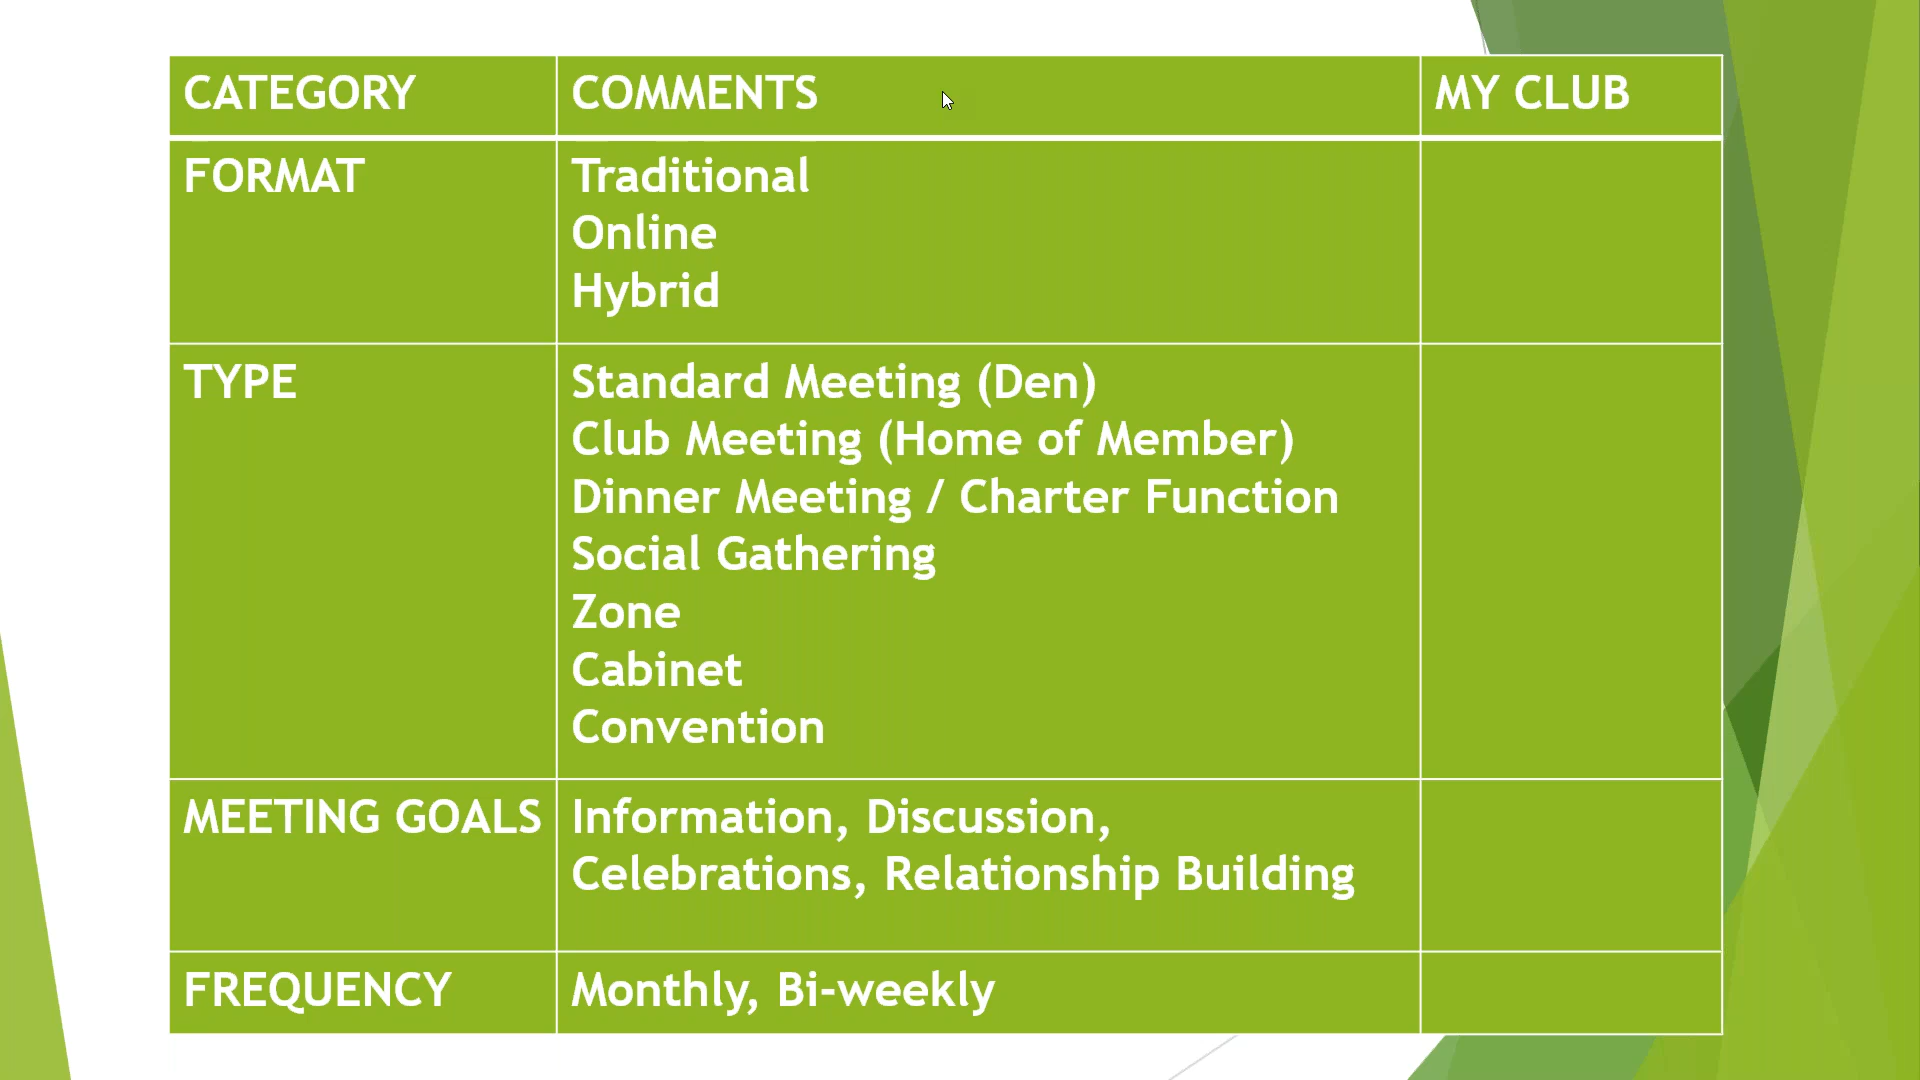 CATEGORY COMMENTS MY CLUB
FORMAT Traditional
Online
Hybrid
TYPE Standard Meeting (Den)
Club Meeting (Home of Member)
Dinner Meeting / Charter Function
Social Gathering
Zone
Cabinet
Convention
MEETING GOALS Information, Discussion,
Celebrations, Relationship Building
FREQUENCY Monthly, Bi-weekly